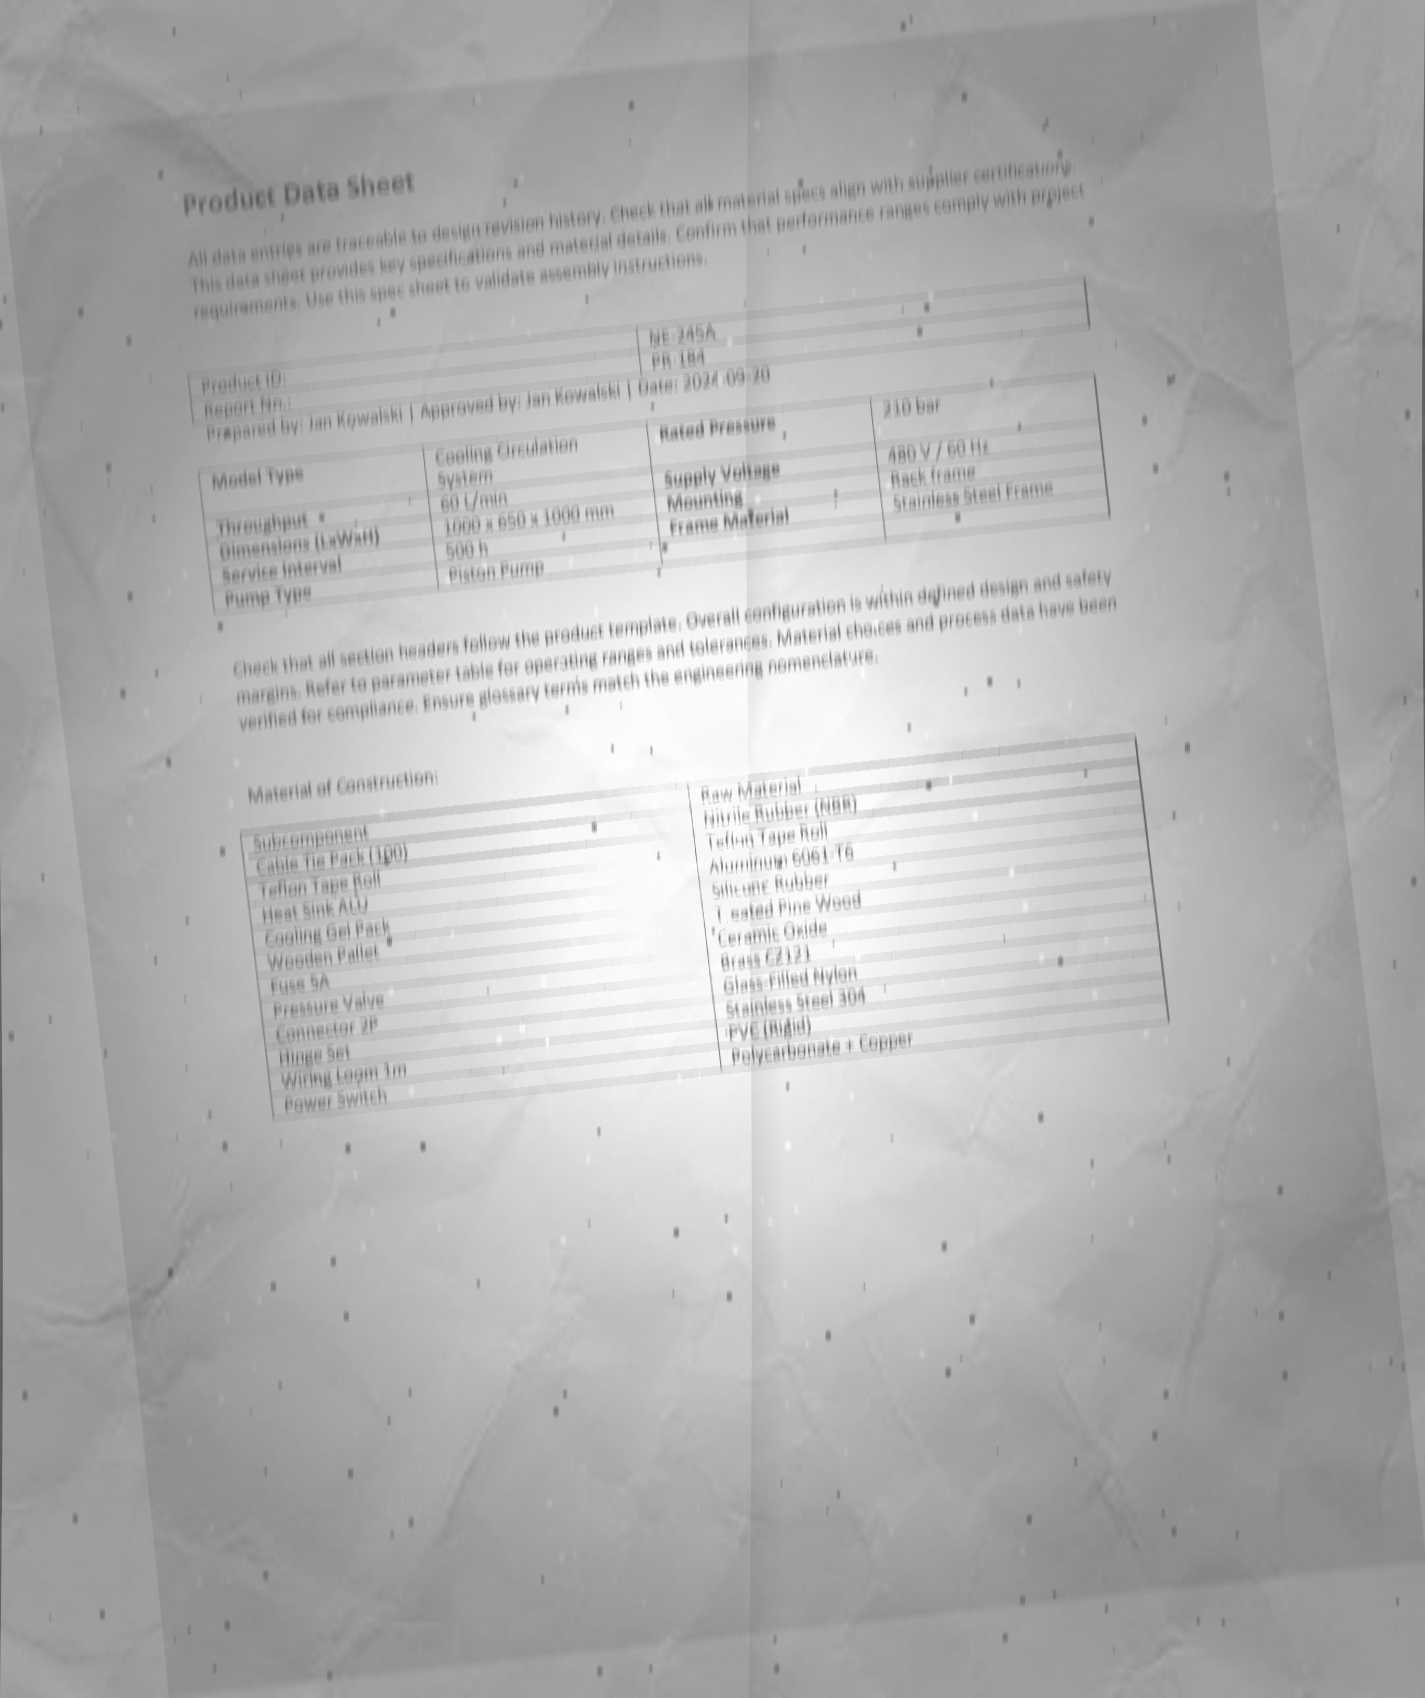 Product Data Sheet
All data entries are traceable to design revision history. Check that all material specs align with supplier certifications.
This data sheet provides key specifications and material details. Confirm that performance ranges comply with project
requirements. Use this spec sheet to validate assembly instructions.
Product ID: NE-245A
Report No.: PR-184
Prepared by: Jan Kowalski | Approved by: Jan Kowalski | Date: 2024-09-20
Model Type Cooling Circulation System Rated Pressure 210 bar
Throughput 60 L/min Supply Voltage 480 V / 60 Hz
Dimensions (LxWxH) 1000 x 650 x 1000 mm Mounting Rack frame
Service Interval 500 h Frame Material Stainless Steel Frame
Pump Type Piston Pump
Check that all section headers follow the product template. Overall configuration is within defined design and safety
margins. Refer to parameter table for operating ranges and tolerances. Material choices and process data have been
verified for compliance. Ensure glossary terms match the engineering nomenclature.
Material of Construction:
Subcomponent Raw Material
Cable Tie Pack (100) Nitrile Rubber (NBR)
Teflon Tape Roll Teflon Tape Roll
Heat Sink ALU Aluminum 6061-T6
Cooling Gel Pack Silicone Rubber
Wooden Pallet Treated Pine Wood
Fuse 5A Ceramic Oxide
Pressure Valve Brass CZ121
Connector 2P Glass-Filled Nylon
Hinge Set Stainless Steel 304
Wiring Loom 1m PVC (Rigid)
Power Switch Polycarbonate + Copper